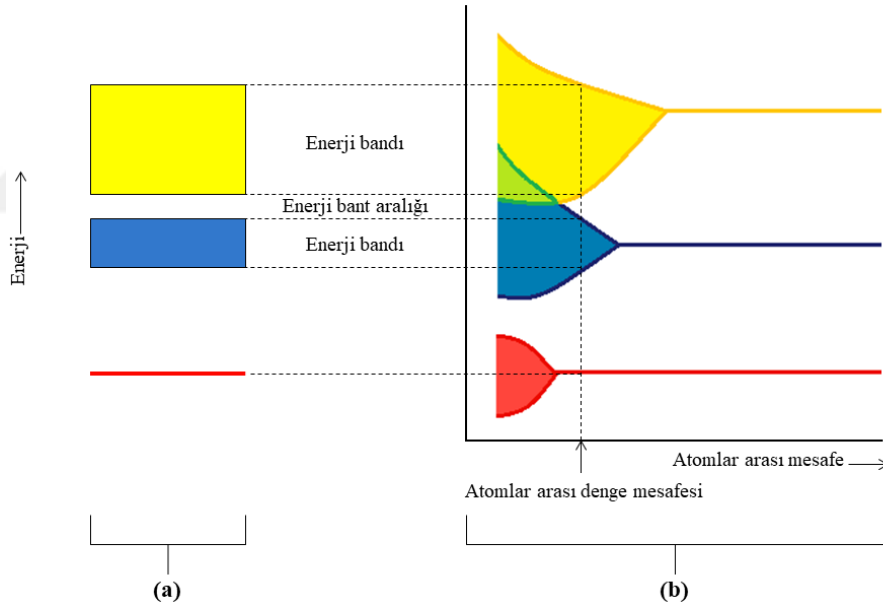 Enerji bandı
Enerji bant aralığı
Enerji bandı
Enerji
Atomlar arası mesafe
Atomlar arası denge mesafesi
(a)
(b)